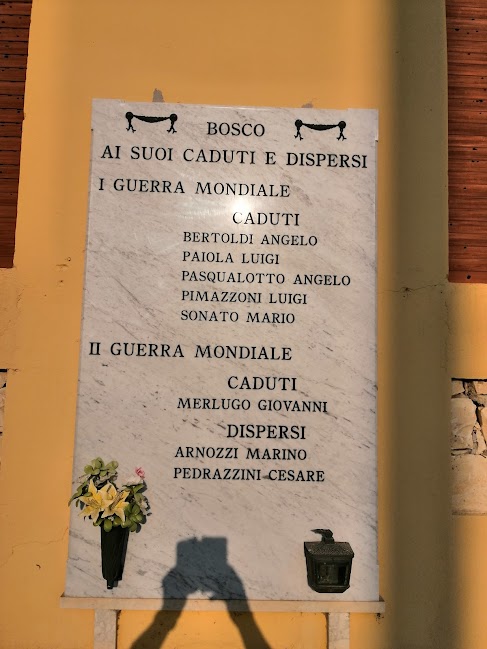 BOSCO
AI SUOI CADUTI E DISPERSI
I GUERRA MONDIALE
CADUTI
BERTOLDI ANGELO
PAIOLA LUIGI
PASQUALOTTO ANGELO
PIMAZZONI LUIGI
SONATO MARIO
II GUERRA MONDIALE
CADUTI
MERLUGO GIOVANNI
DISPERSI
ARNOZZI MARINO
PEDRAZZINI CESARE